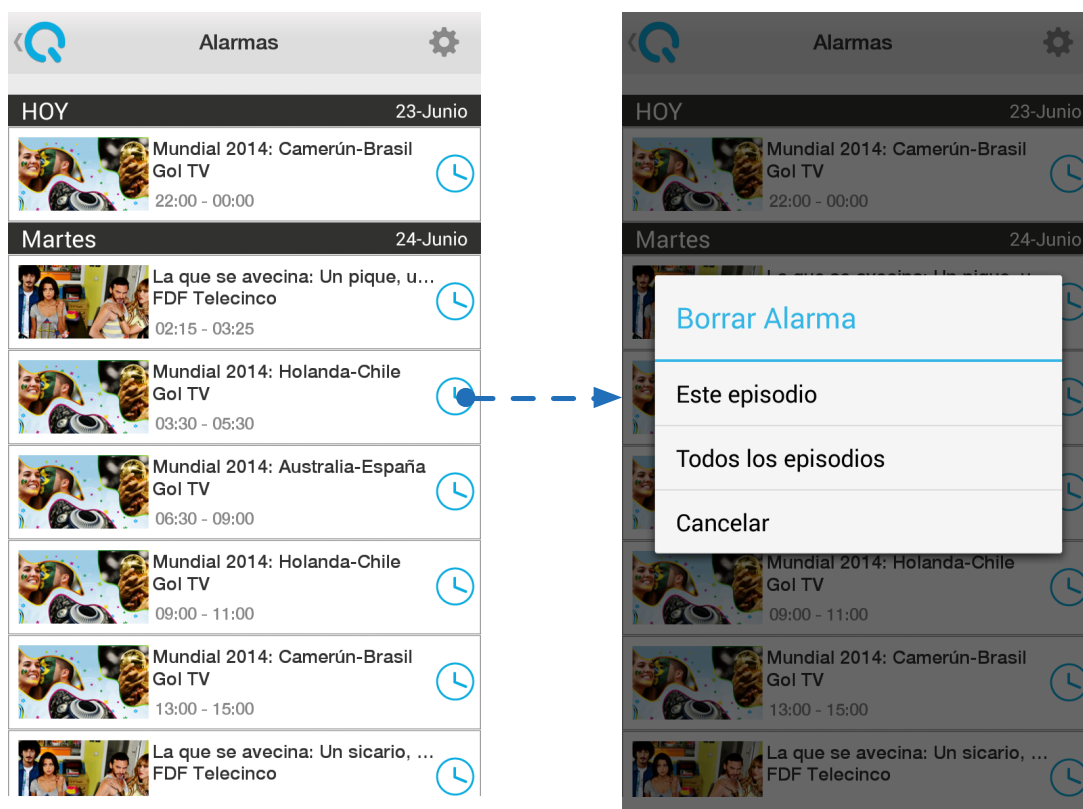 Alarmas
HOY 23-Junio
Mundial 2014: Camerún-Brasil
Gol TV
22:00 - 00:00
Martes 24-Junio
La que se avecina: Un pique, u...
FDF Telecinco
02:15 - 03:25
Mundial 2014: Holanda-Chile
Gol TV
03:30 - 05:30
Mundial 2014: Australia-España
Gol TV
06:30 - 09:00
Mundial 2014: Holanda-Chile
Gol TV
09:00 - 11:00
Mundial 2014: Camerún-Brasil
Gol TV
13:00 - 15:00
La que se avecina: Un sicario, ...
FDF Telecinco
Alarmas
HOY 23-Junio
Mundial 2014: Camerún-Brasil
Gol TV
22:00 - 00:00
Martes 24-Junio
La que se avecina: Un pique, u...
Borrar Alarma
Este episodio
Todos los episodios
Cancelar
Mundial 2014: Holanda-Chile
Gol TV
09:00 - 11:00
Mundial 2014: Camerún-Brasil
Gol TV
13:00 - 15:00
La que se avecina: Un sicario, ...
FDF Telecinco